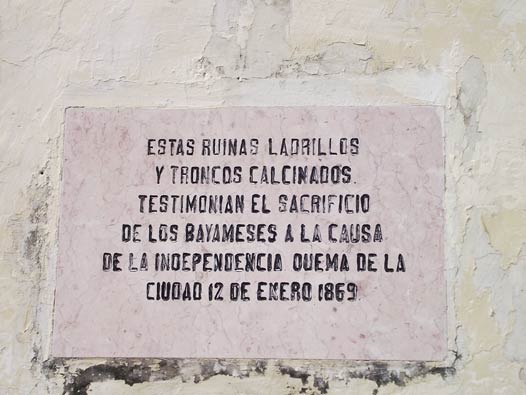 ESTAS RUINAS LADRILLOS
Y TRONCOS CALCINADOS.
TESTIMONIAN EL SACRIFICIO
DE LOS BAYAMESES A LA CAUSA
DE LA INDEPENDENCIA QUEMA DE LA
CIUDAD 12 DE ENERO 1869